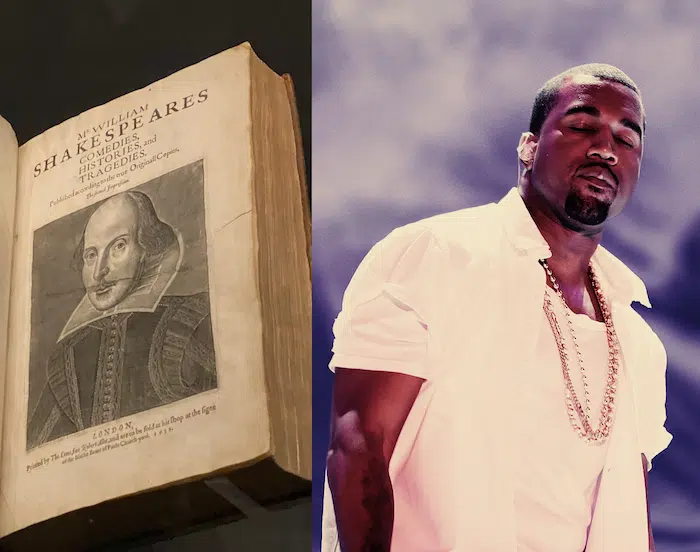 Mr. WILLIAM
SHAKESPEARES
COMEDIES,
HISTORIES, and
TRAGEDIES.
Published according to the true Originall Copies.
The second Impression
LONDON,
Printed by Tho. Cotes, for Robert Allot, and are to be sold at his shop at the signe
of the Blacke Beare in Pauls Church-yard. 1632.